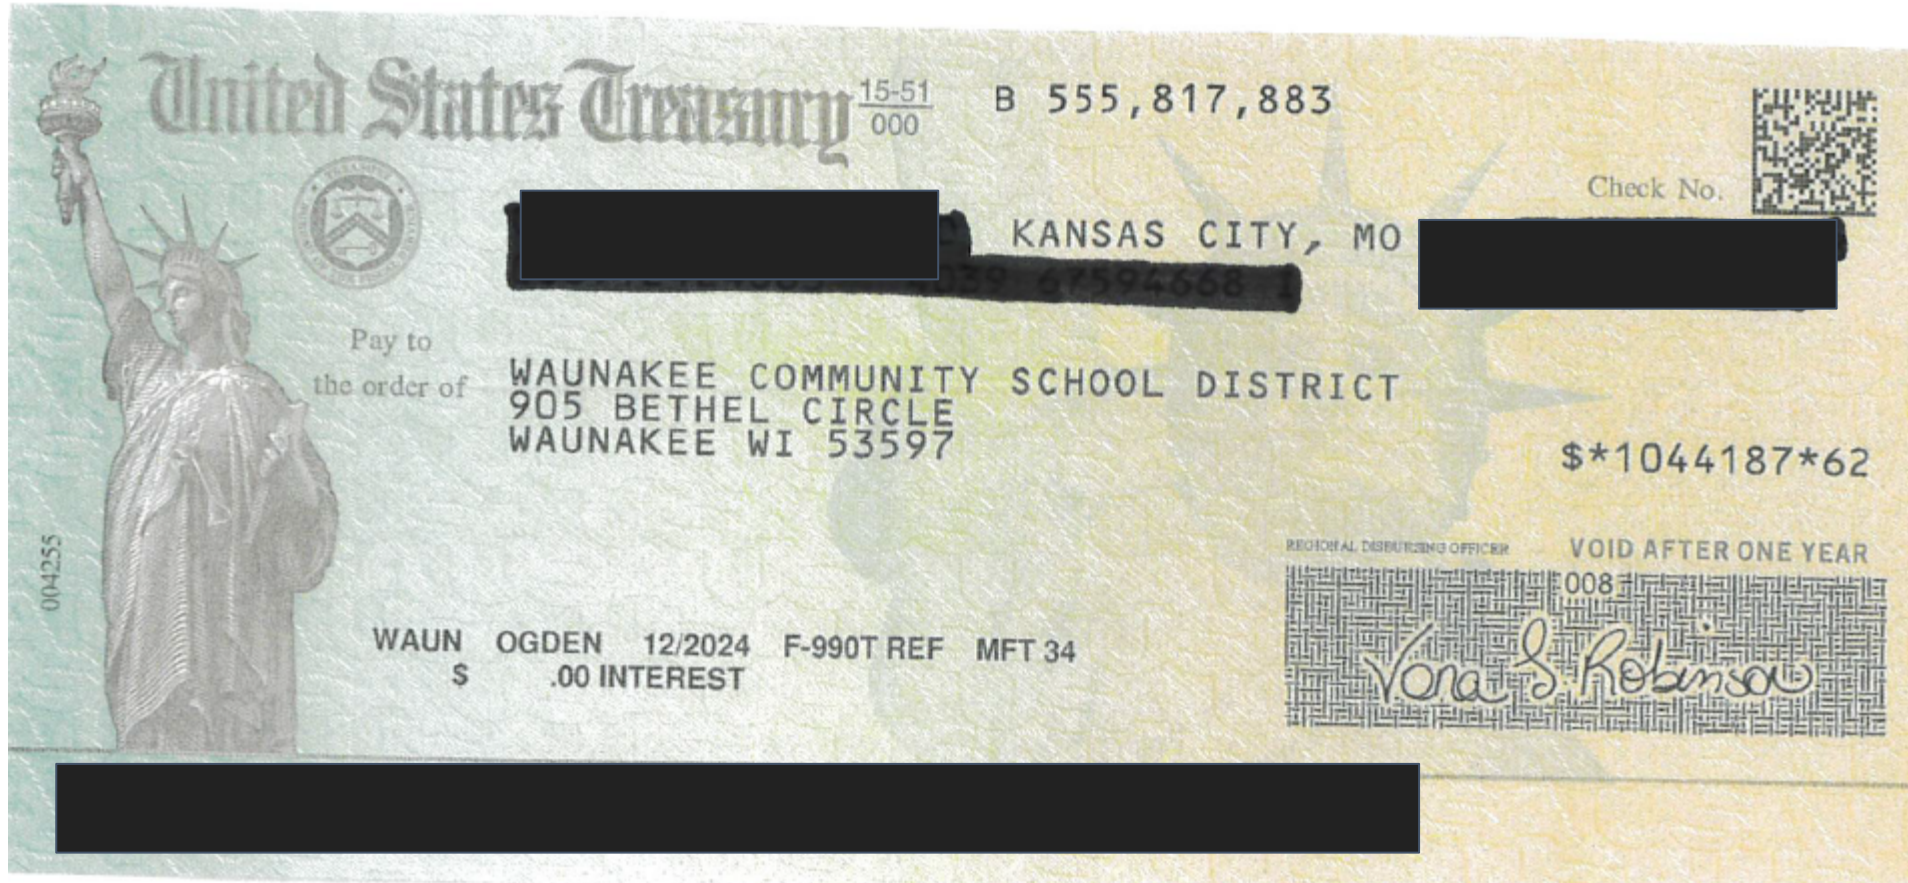 United States Treasury 15-51 B 555,817,883
000
Check No.
KANSAS CITY, MO
Pay to
the order of
WAUNAKEE COMMUNITY SCHOOL DISTRICT
905 BETHEL CIRCLE
WAUNAKEE WI 53597
$*1044187*62
REGIONAL DISBURSING OFFICER VOID AFTER ONE YEAR
008
Vona S. Robinson
004255
WAUN OGDEN 12/2024 F-990T REF MFT 34
$ .00 INTEREST